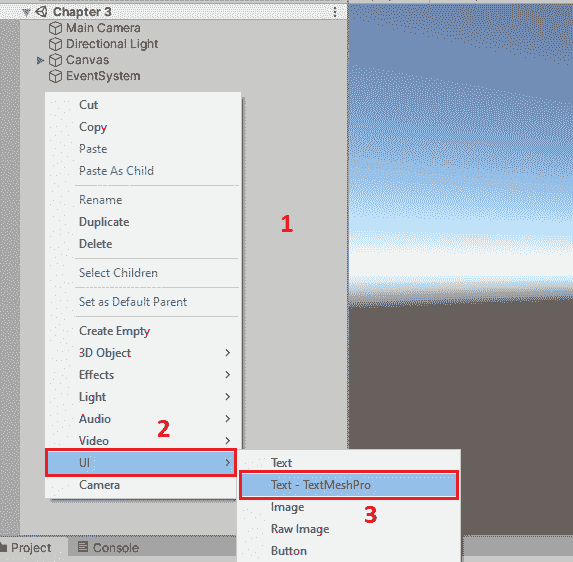 Chapter 3
Main Camera
Directional Light
Canvas
EventSystem
Cut
Copy
Paste
Paste As Child
Rename
1
Duplicate
Delete
Select Children
Set as Default Parent
Create Empty
3D Object
Effects
Light
Audio
2
Video
UI
Camera
Text
Text - TextMeshPro
Image
3
Raw Image
Button
Project
Console